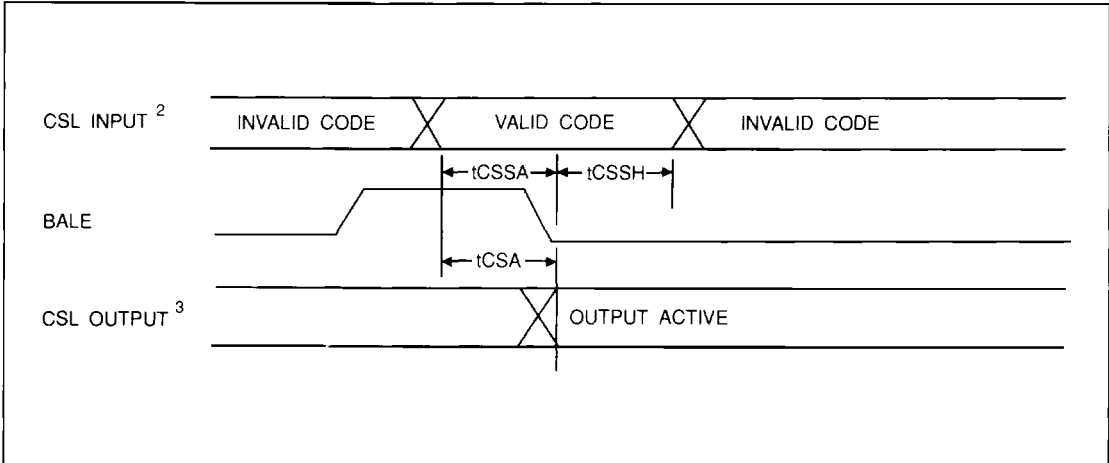 CSL INPUT 2
INVALID CODE
VALID CODE
INVALID CODE
tCSSA
tCSSH
BALE
tCSA
CSL OUTPUT 3
OUTPUT ACTIVE